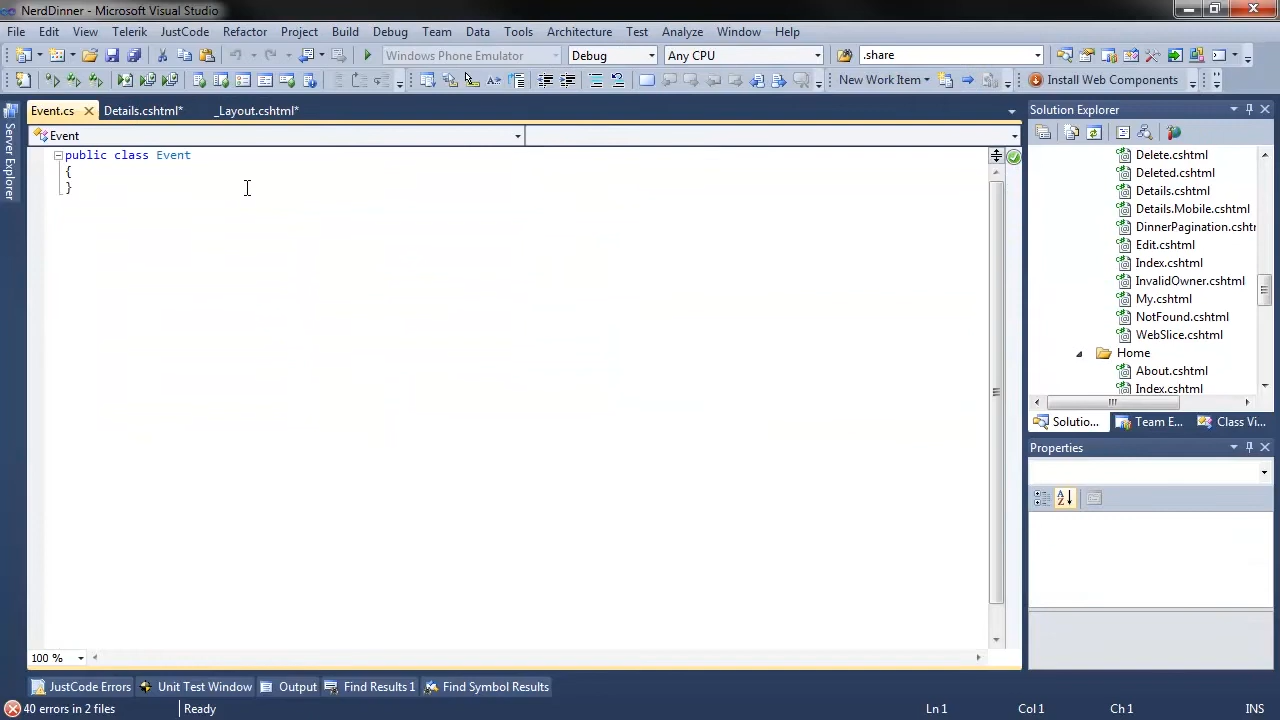 NerdDinner - Microsoft Visual Studio
File Edit View Telerik JustCode Refactor Project Build Debug Team Data Tools Architecture Test Analyze Window Help
Windows Phone Emulator Debug Any CPU .share
New Work Item Install Web Components
Server Explorer
Event.cs Details.cshtml* _Layout.cshtml*
Event
public class Event
{
}
100 %
Solution Explorer
Delete.cshtml
Deleted.cshtml
Details.cshtml
Details.Mobile.cshtml
DinnerPagination.cshtr
Edit.cshtml
Index.cshtml
InvalidOwner.cshtml
My.cshtml
NotFound.cshtml
WebSlice.cshtml
Home
About.cshtml
Index.cshtml
Solutio... Team E... Class Vi...
Properties
JustCode Errors Unit Test Window Output Find Results 1 Find Symbol Results
40 errors in 2 files Ready Ln 1 Col 1 Ch 1 INS